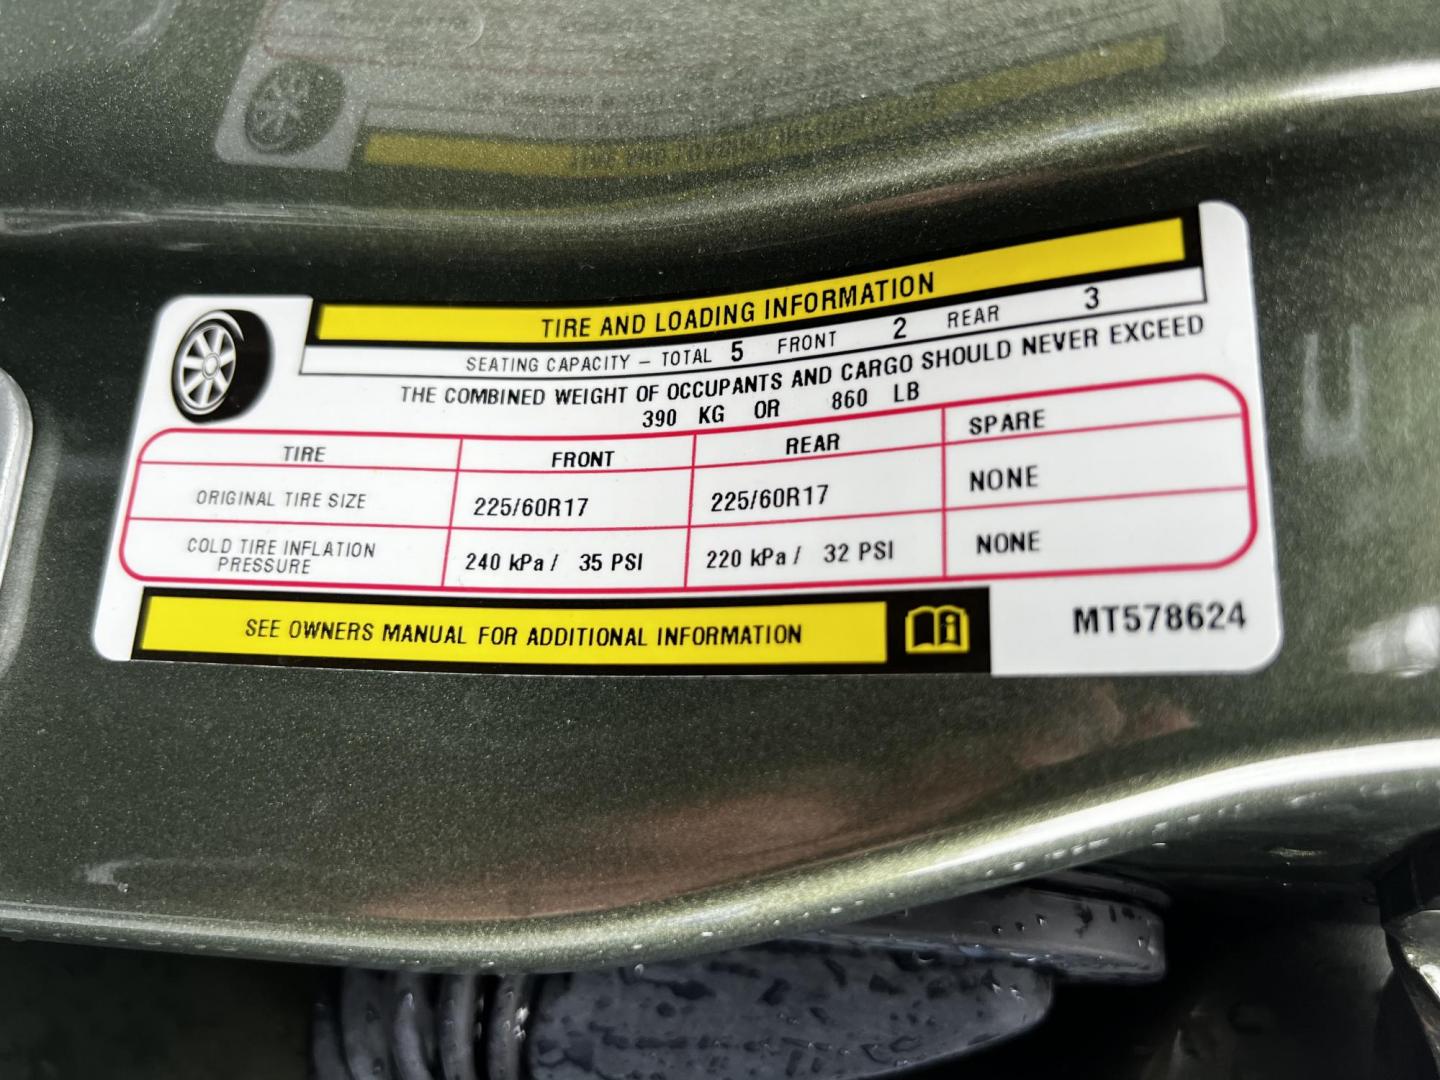 TIRE AND LOADING INFORMATION
SEATING CAPACITY – TOTAL 5 FRONT 2 REAR 3
THE COMBINED WEIGHT OF OCCUPANTS AND CARGO SHOULD NEVER EXCEED
390 KG OR 860 LB
TIRE FRONT REAR SPARE
ORIGINAL TIRE SIZE 225/60R17 225/60R17 NONE
COLD TIRE INFLATION
PRESSURE 240 kPa / 35 PSI 220 kPa / 32 PSI NONE
SEE OWNERS MANUAL FOR ADDITIONAL INFORMATION
MT578624